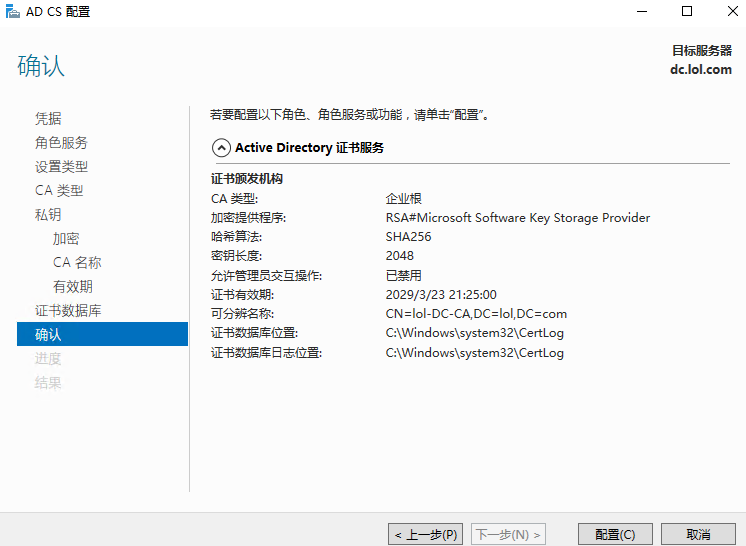 AD CS 配置
确认
目标服务器
dc.lol.com
凭据
角色服务
设置类型
CA 类型
私钥
加密
CA 名称
有效期
证书数据库
确认
进度
结果
若要配置以下角色、角色服务或功能，请单击“配置”。
Active Directory 证书服务
证书颁发机构
CA 类型: 企业根
加密提供程序: RSA#Microsoft Software Key Storage Provider
哈希算法: SHA256
密钥长度: 2048
允许管理员交互操作: 已禁用
证书有效期: 2029/3/23 21:25:00
可分辨名称: CN=lol-DC-CA,DC=lol,DC=com
证书数据库位置: C:\Windows\system32\CertLog
证书数据库日志位置: C:\Windows\system32\CertLog
< 上一步(P) 下一步(N) > 配置(C) 取消